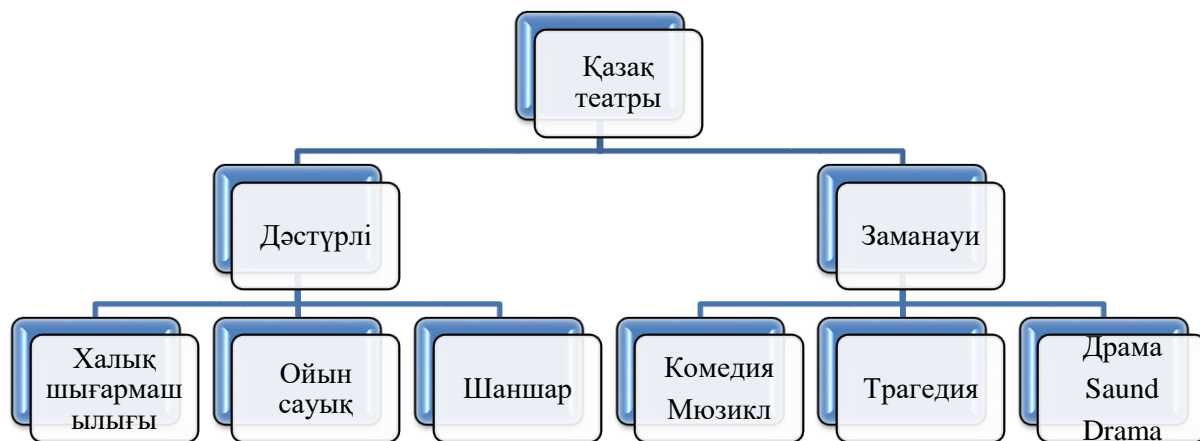 Қазақ
театры
Дәстүрлі
Заманауи
Халық
шығармаш
ылығы
Ойын
сауық
Шаншар
Комедия
Мюзикл
Трагедия
Драма
Saund
Drama